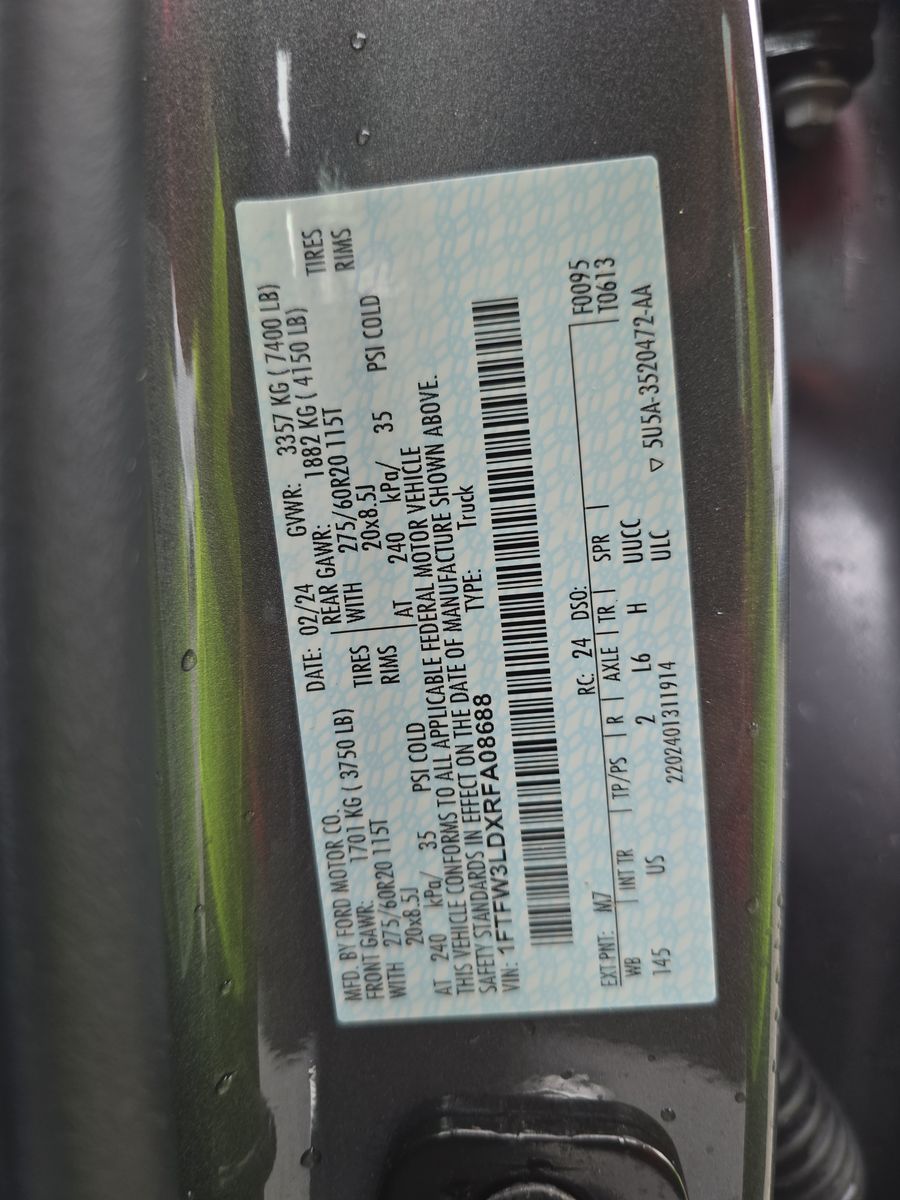 MFD. BY FORD MOTOR CO. DATE: 02/24 GVWR: 3357 KG ( 7400 LB)
FRONT GAWR: 1701 KG ( 3750 LB) REAR GAWR: 1882 KG ( 4150 LB)
WITH 275/60R20 115T TIRES WITH 275/60R20 115T TIRES
20x8.5J RIMS 20x8.5J RIMS
AT 240 kPa/ 35 PSI COLD AT 240 kPa/ 35 PSI COLD
THIS VEHICLE CONFORMS TO ALL APPLICABLE FEDERAL MOTOR VEHICLE
SAFETY STANDARDS IN EFFECT ON THE DATE OF MANUFACTURE SHOWN ABOVE.
VIN: 1FTFW3LDXRFA08688 TYPE: Truck
EXT PNT: M7 RC: 24 DSO: F0095
WB INT TR TP/PS R AXLE TR SPR T0613
145 US 2 L6 H UUCC
2202401311914 ULC ▽ 5U5A-3520472-AA